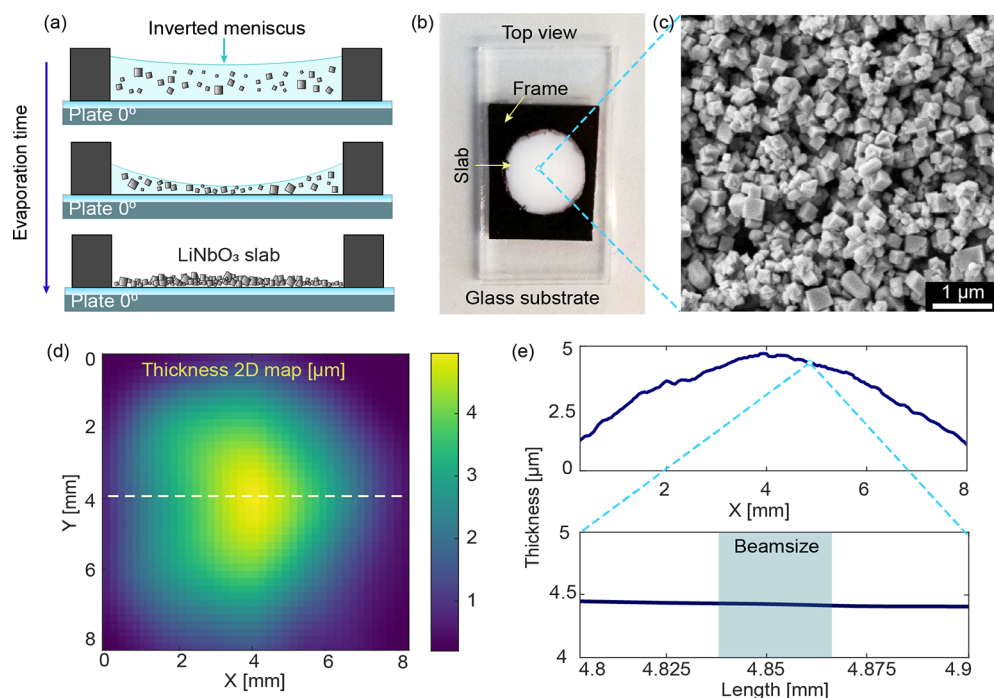 (a)
Inverted meniscus
Evaporation time
Plate 0º
Plate 0º
LiNbO₃ slab
Plate 0º
(b)
Top view
Frame
Slab
Glass substrate
(c)
1 µm
(d)
Thickness 2D map [µm]
0
2
4
6
8
Y [mm]
0 2 4 6 8
X [mm]
4
3
2
1
(e)
5
2.5
0
2 4 6 8
X [mm]
Thickness [µm]
Beamsize
5
4.5
4
4.8 4.825 4.85 4.875 4.9
Length [mm]